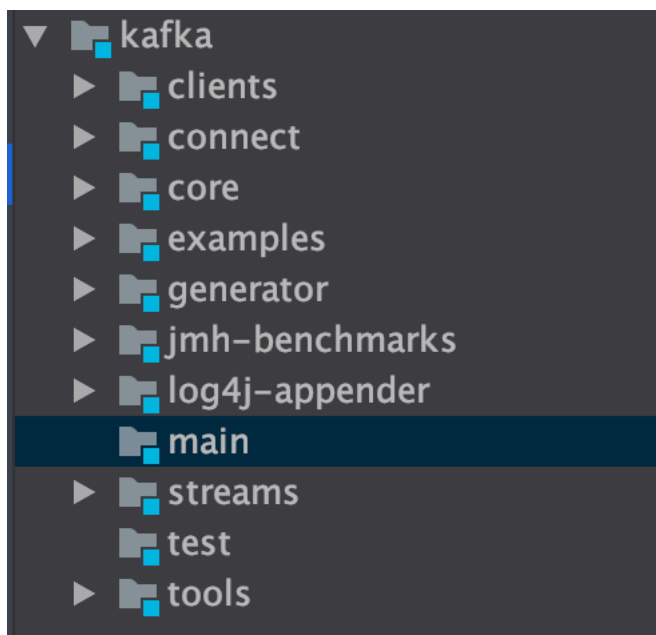 kafka
clients
connect
core
examples
generator
jmh-benchmarks
log4j-appender
main
streams
test
tools